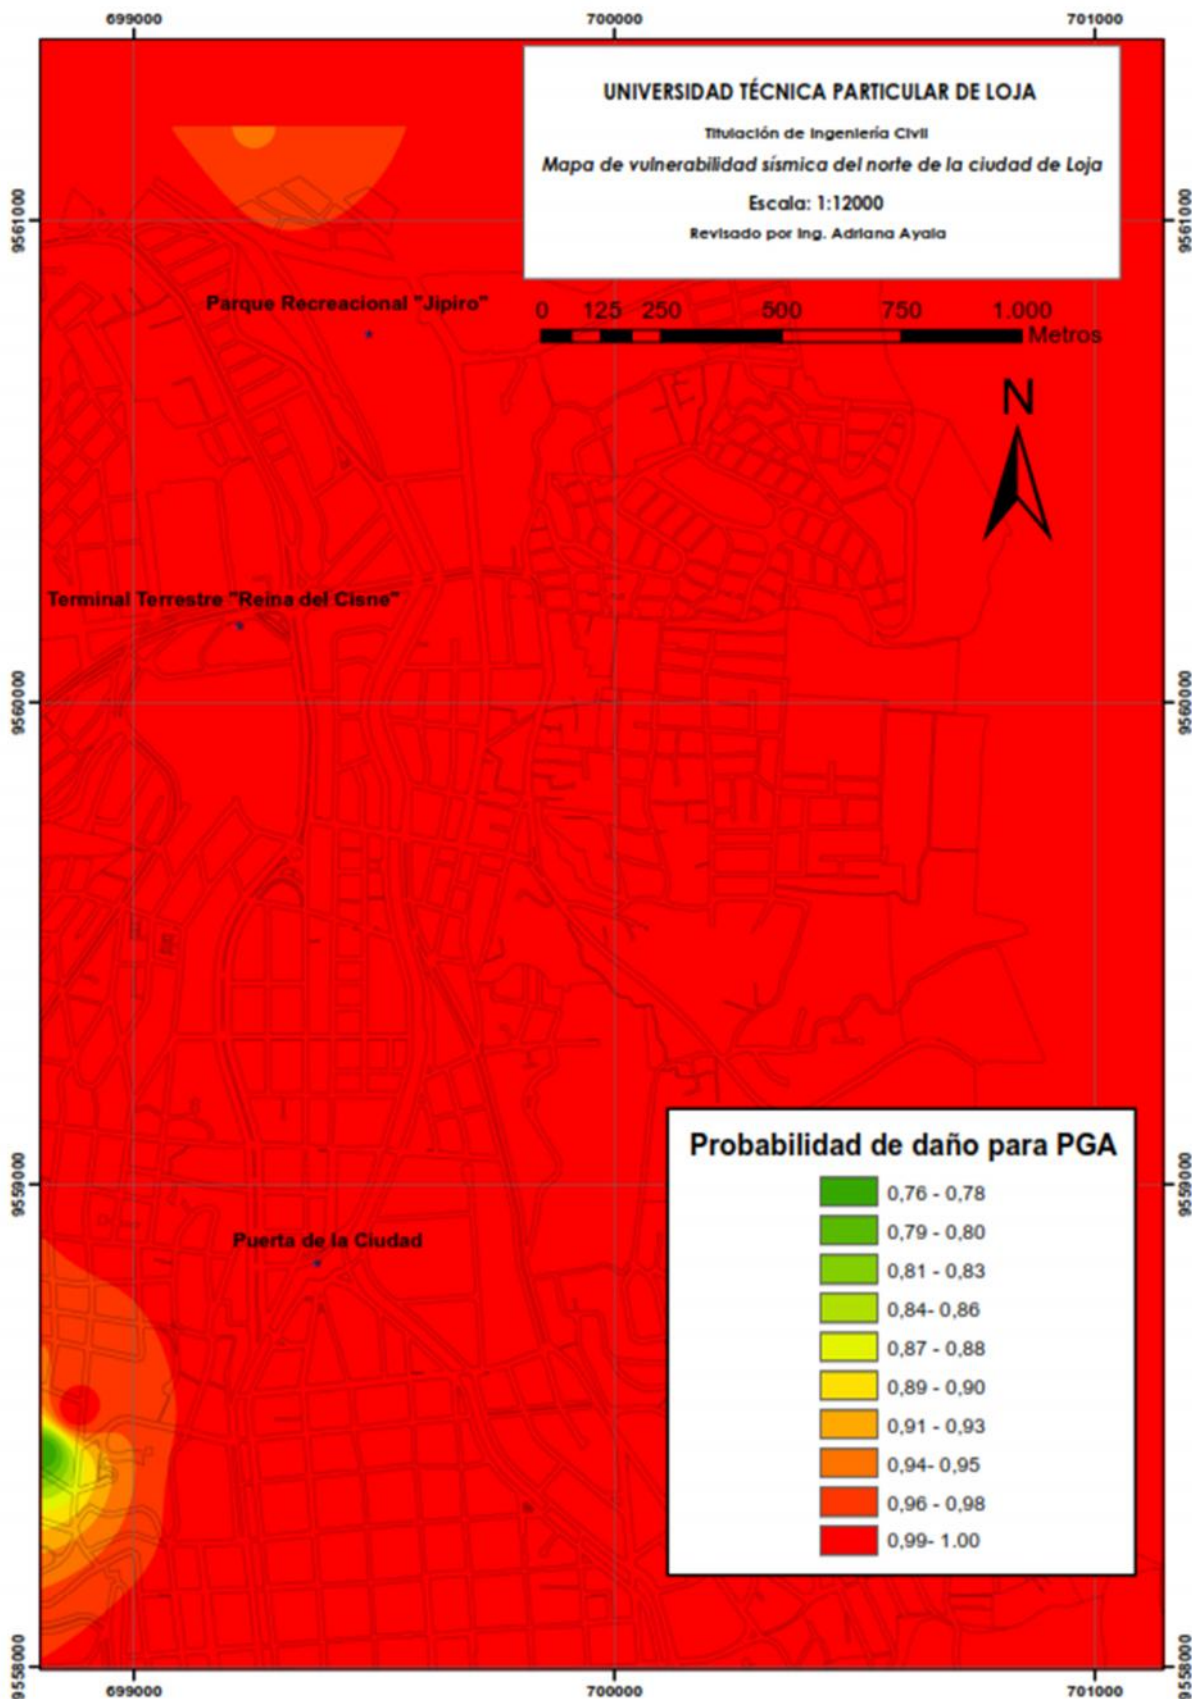 699000
700000
701000
UNIVERSIDAD TÉCNICA PARTICULAR DE LOJA
Titulación de Ingeniería Civil
Mapa de vulnerabilidad sísmica del norte de la ciudad de Loja
Escala: 1:12000
Revisado por Ing. Adriana Ayala
9561000
9561000
Parque Recreacional "Jipiro"
0 125 250 500 750 1.000
Metros
N
Terminal Terrestre "Reina del Cisne"
9560000
9560000
Probabilidad de daño para PGA
9559000
9559000
0,76 - 0,78
0,79 - 0,80
0,81 - 0,83
0,84- 0,86
0,87 - 0,88
0,89 - 0,90
0,91 - 0,93
0,94- 0,95
0,96 - 0,98
0,99- 1.00
Puerta de la Ciudad
9558000
9558000
699000
700000
701000